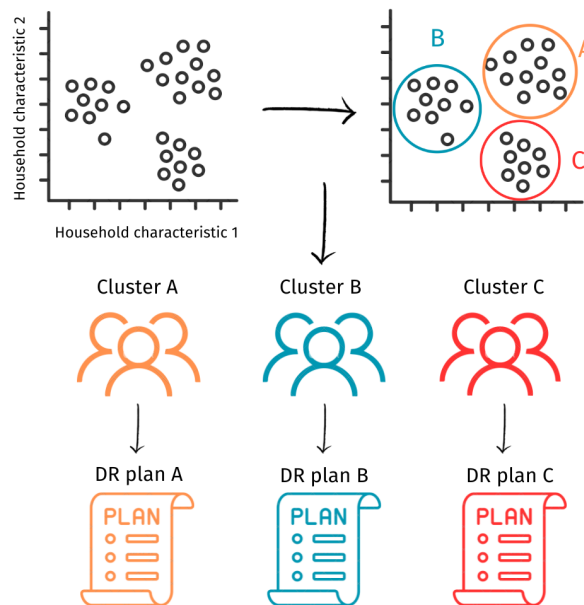 Household characteristic 2
Household characteristic 1
A
B
C
Cluster A
Cluster B
Cluster C
DR plan A
DR plan B
DR plan C
PLAN
PLAN
PLAN